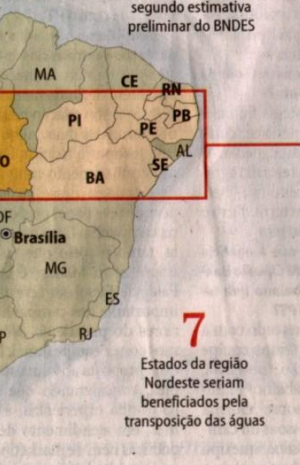 segundo estimativa
preliminar do BNDES
MA
CE
RN
PI
PB
PE
AL
SE
BA
O
DF
Brasília
MG
ES
RJ
P
7
Estados da região
Nordeste seriam
beneficiados pela
transposição das águas